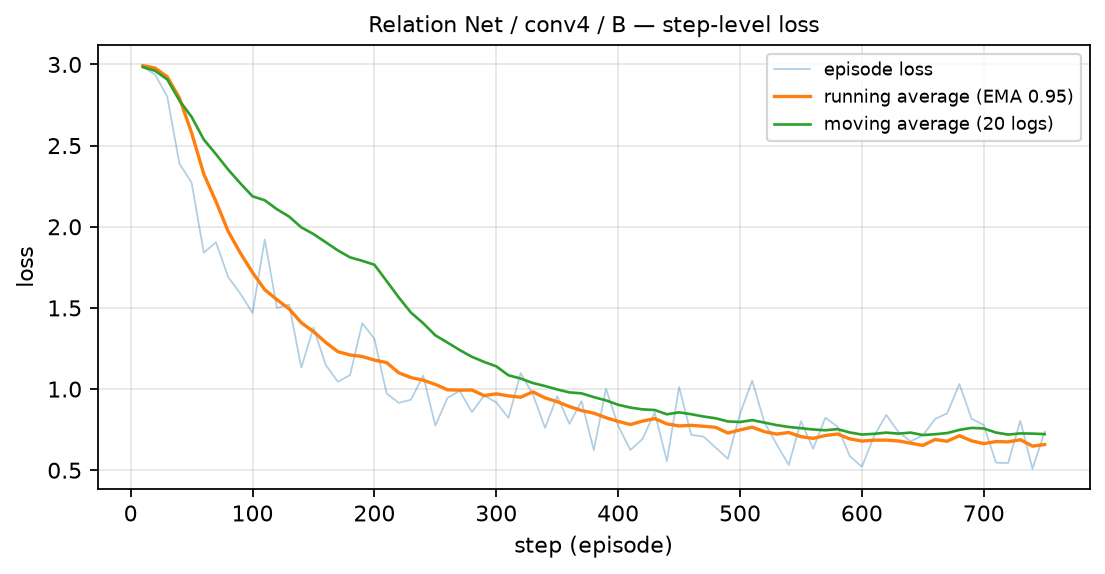 Relation Net / conv4 / B — step-level loss
episode loss
running average (EMA 0.95)
moving average (20 logs)
3.0
2.5
2.0
1.5
1.0
0.5
loss
0 100 200 300 400 500 600 700
step (episode)